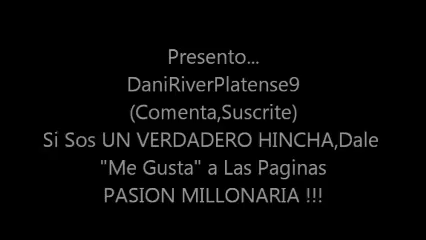 Presento...
DaniRiverPlatense9
(Comenta,Suscrite)
Si Sos UN VERDADERO HINCHA,Dale
"Me Gusta" a Las Paginas
PASION MILLONARIA !!!